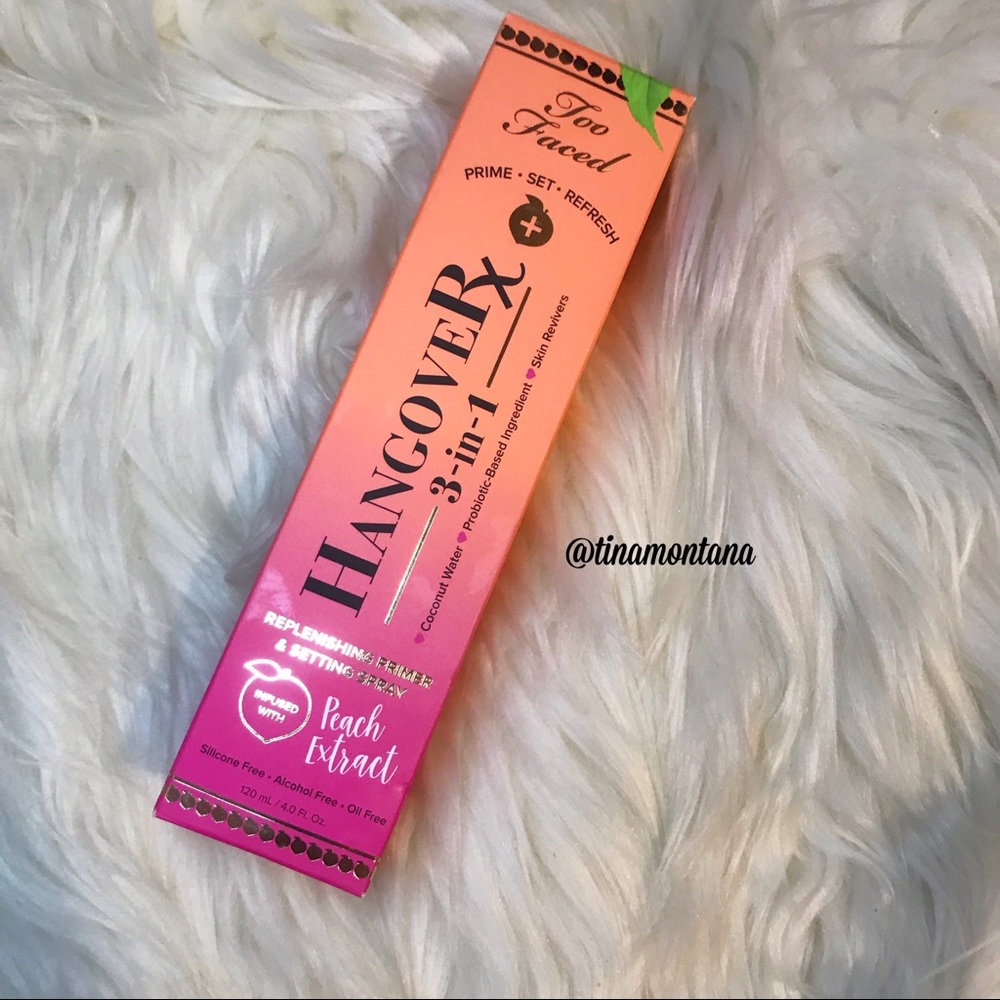 Too
Faced
PRIME • SET • REFRESH
HANGOVERx
3-in-1
Coconut Water ♥ Probiotic-Based Ingredient ♥ Skin Revivers
REPLENISHING PRIMER
& SETTING SPRAY
INFUSED
WITH
Peach
Extract
Silicone Free • Alcohol Free • Oil Free
120 mL / 4.0 Fl. Oz.
@tinamontana